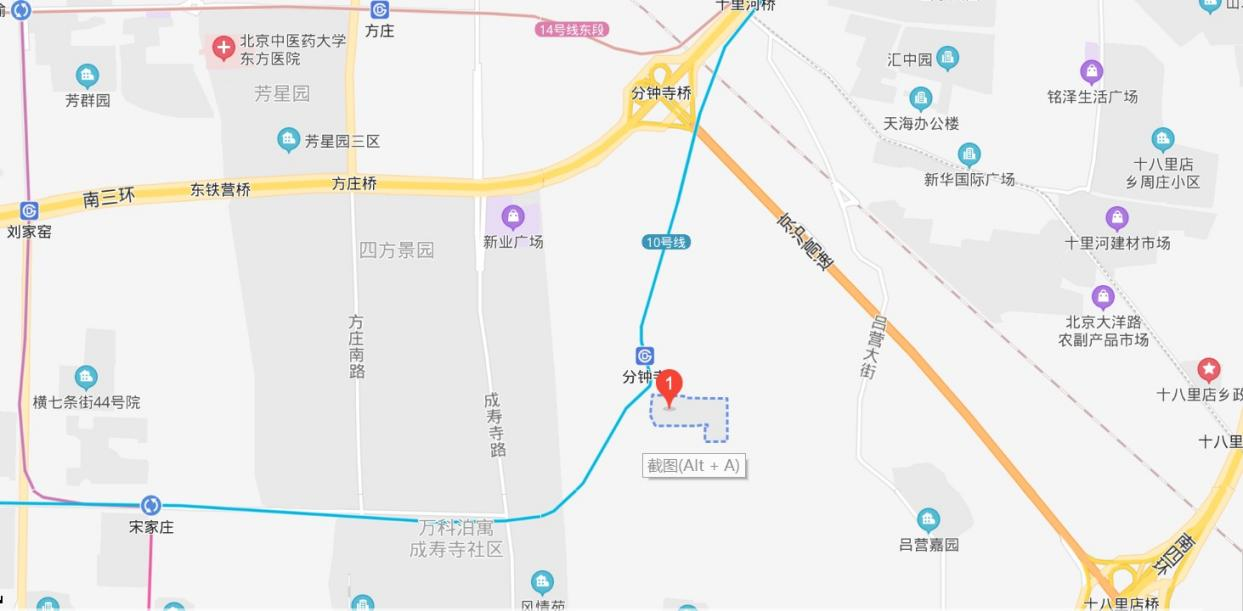 十里河桥
方庄
14号线东段
北京中医药大学
东方医院
汇中园
芳群园
芳星园
分钟寺桥
铭泽生活广场
天海办公楼
芳星园三区
十八里店
乡周庄小区
新华国际广场
南三环
东铁营桥
方庄桥
刘家窑
新业广场
10号线
京沪高速
十里河建材市场
四方景园
北京大洋路
农副产品市场
方庄南路
吕营大街
分钟寺
1
十八里店乡政
横七条街44号院
成寿寺路
十八里
截图(Alt + A)
宋家庄
万科泊寓
成寿寺社区
吕营嘉园
南四环
风情苑
十八里店桥